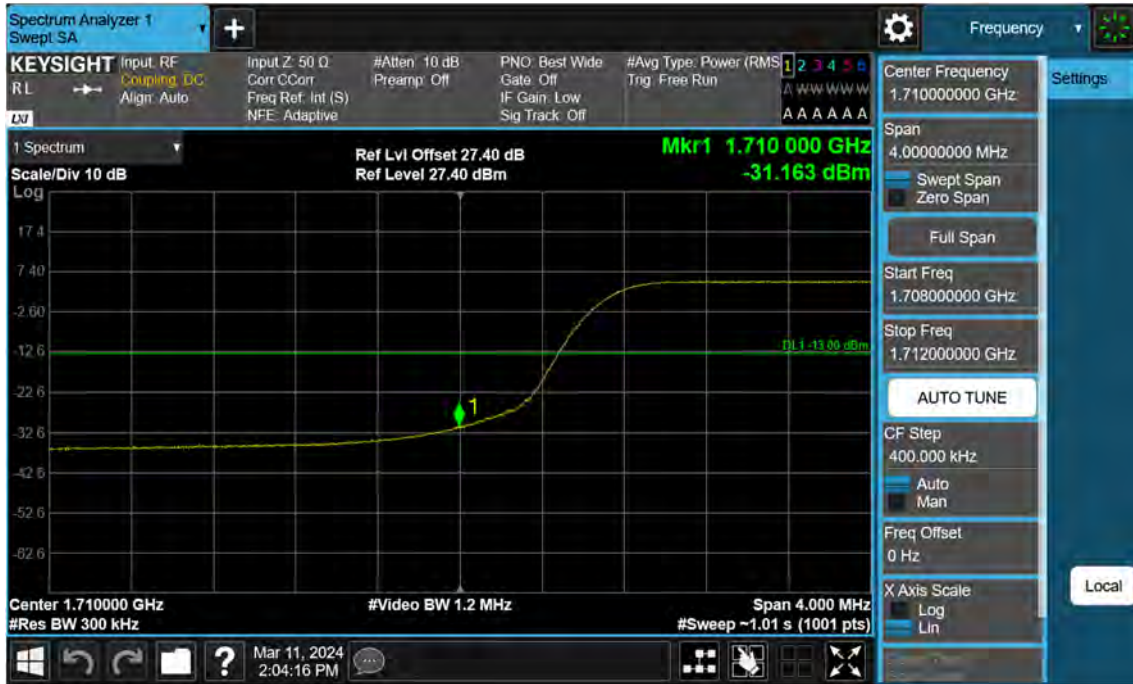 Spectrum Analyzer 1
Swept SA
+
Frequency
KEYSIGHT
RL
LXI
Input: RF
Coupling: DC
Align: Auto
Input Z: 50 Ω
Corr CCorr
Freq Ref: Int (S)
NFE: Adaptive
#Atten: 10 dB
Preamp: Off
PNO: Best Wide
Gate: Off
IF Gain: Low
Sig Track: Off
#Avg Type: Power (RMS
Trig: Free Run
1 2 3 4 5 6
A W W W W W
A A A A A A
1 Spectrum
Scale/Div 10 dB
Log
Ref Lvl Offset 27.40 dB
Ref Level 27.40 dBm
Mkr1 1.710 000 GHz
-31.163 dBm
17.4
7.40
-2.60
-12.6
DL1 -13.00 dBm
-22.6
1
-32.6
-42.6
-52.6
-62.6
Center 1.710000 GHz
#Video BW 1.2 MHz
Span 4.000 MHz
#Res BW 300 kHz
#Sweep ~1.01 s (1001 pts)
Center Frequency
1.710000000 GHz
Settings
Span
4.00000000 MHz
Swept Span
Zero Span
Full Span
Start Freq
1.708000000 GHz
Stop Freq
1.712000000 GHz
AUTO TUNE
CF Step
400.000 kHz
Auto
Man
Freq Offset
0 Hz
X Axis Scale
Log
Lin
Local
?
Mar 11, 2024
2:04:16 PM